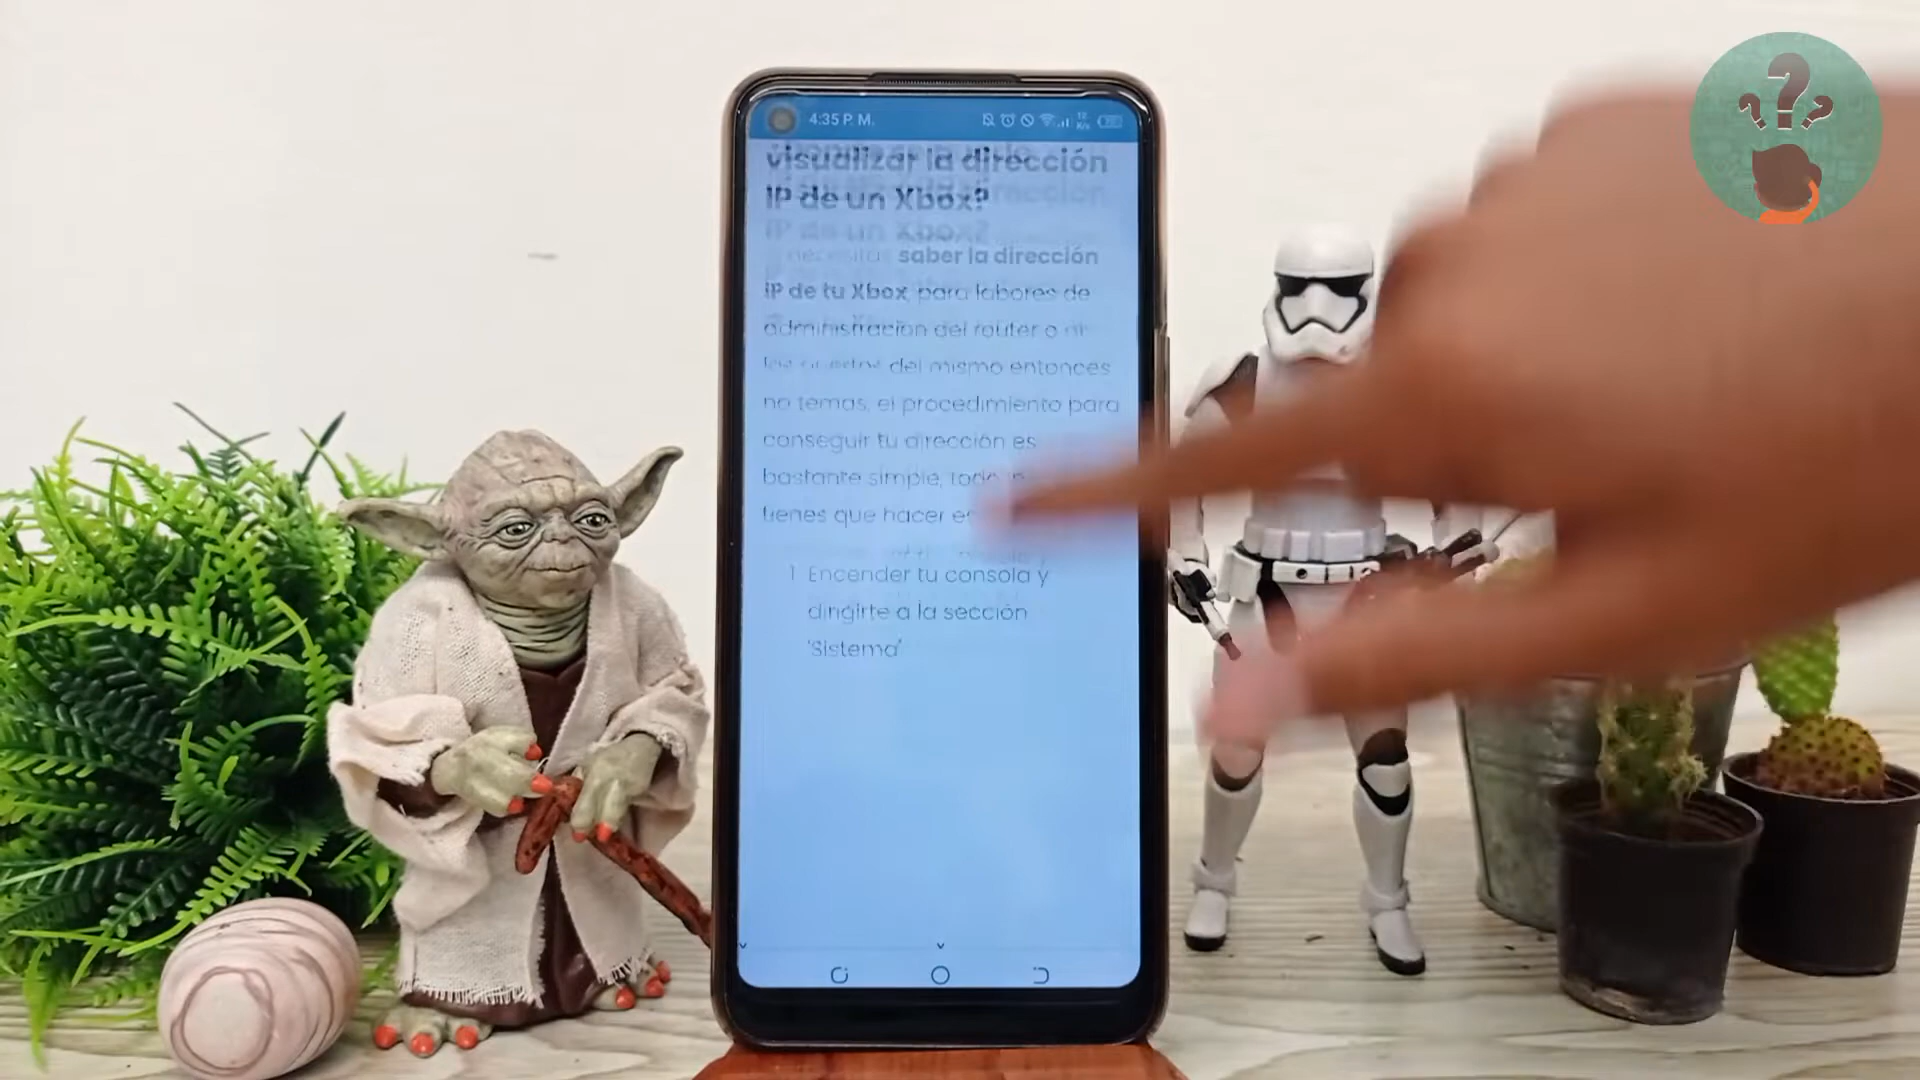 4:35 P. M.
visualizar la dirección
IP de un Xbox?
necesitas saber la dirección
IP de tu Xbox para labores de
administración del router o
del mismo entonces
no temas, el procedimiento para
conseguir tu dirección es
bastante simple, todo
tienes que hacer
1 Encender tu consola y
dirigirte a la sección
'Sistema'